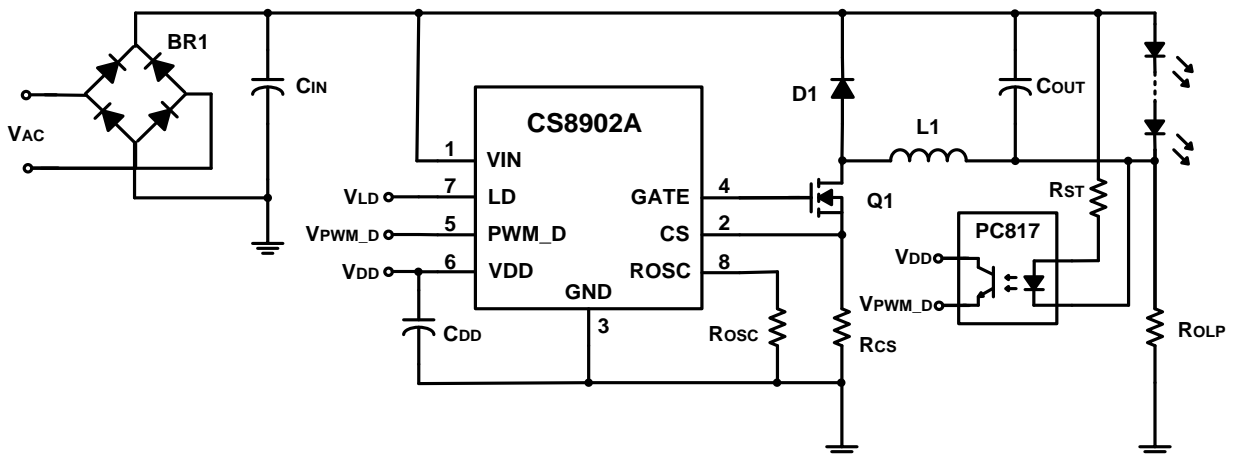 BR1
CIN
VAC
CS8902A
1
VIN
VLD
7
LD
VPWM_D
5
PWM_D
VDD
6
VDD
GND
3
CDD
GATE
4
CS
2
ROSC
8
ROSC
D1
COUT
L1
Q1
RST
PC817
VDD
VPWM_D
RCS
ROLP